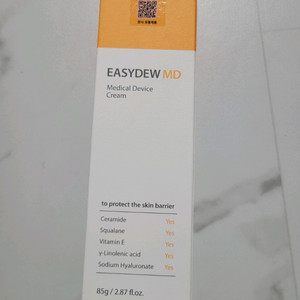 EASYDEW MD
Medical Device
Cream
to protect the skin barrier
Ceramide Yes
Squalane Yes
Vitamin E Yes
γ-Linolenic acid Yes
Sodium Hyaluronate Yes
85g / 2.87 fl.oz.